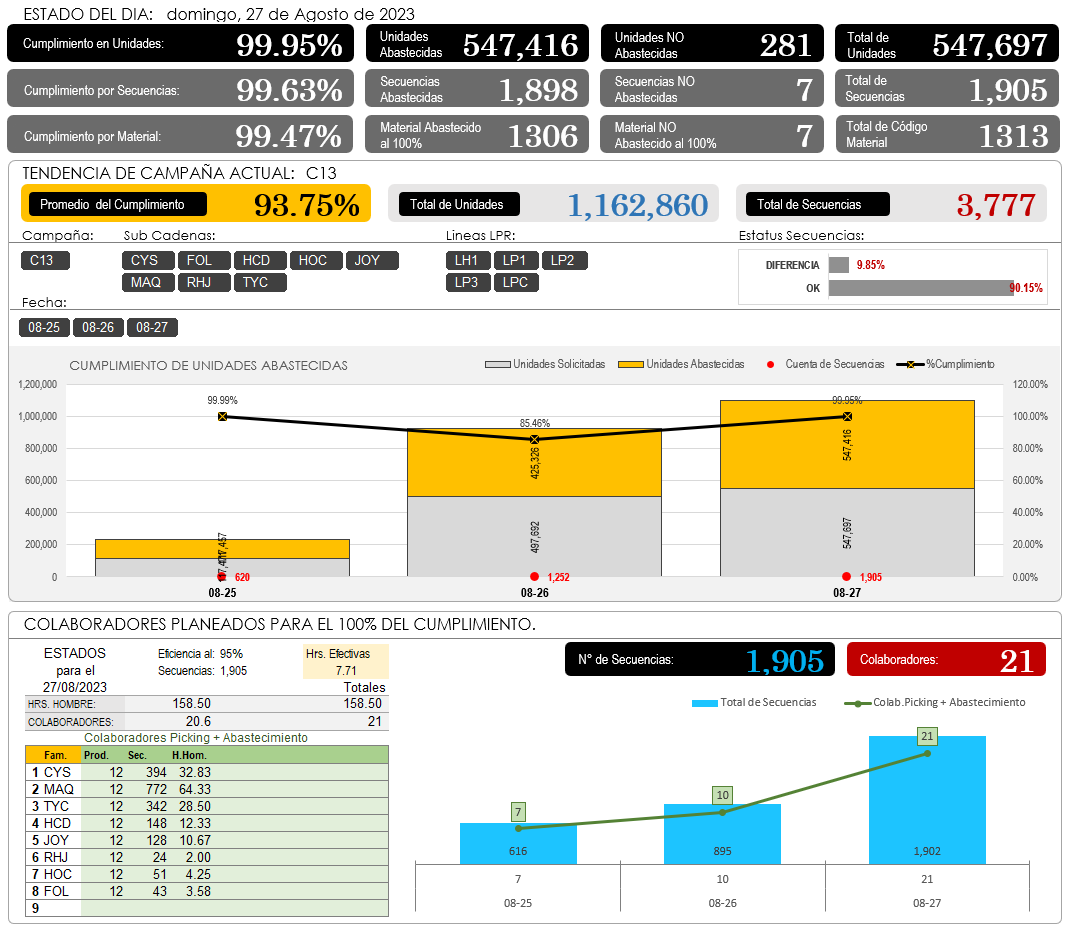 ESTADO DEL DIA: domingo, 27 de Agosto de 2023
Cumplimiento en Unidades: 99.95%
Unidades Abastecidas 547,416
Unidades NO Abastecidas 281
Total de Unidades 547,697
Cumplimiento por Secuencias: 99.63%
Secuencias Abastecidas 1,898
Secuencias NO Abastecidas 7
Total de Secuencias 1,905
Cumplimiento por Material: 99.47%
Material Abastecido al 100% 1306
Material NO Abastecido al 100% 7
Total de Código Material 1313
TENDENCIA DE CAMPAÑA ACTUAL: C13
Promedio del Cumplimiento 93.75%
Total de Unidades 1,162,860
Total de Secuencias 3,777
Campaña:
C13
Sub Cadenas:
CYS FOL HCD HOC JOY
MAQ RHJ TYC
Lineas LPR:
LH1 LP1 LP2
LP3 LPC
Estatus Secuencias:
DIFERENCIA 9.85%
OK 90.15%
Fecha:
08-25 08-26 08-27
CUMPLIMIENTO DE UNIDADES ABASTECIDAS
Unidades Solicitadas Unidades Abastecidas Cuenta de Secuencias %Cumplimiento
1,200,000 120.00%
1,000,000 100.00%
800,000 80.00%
600,000 60.00%
400,000 40.00%
200,000 20.00%
0 0.00%
99.99% 85.46% 99.95%
425,326 547,416
497,692 547,697
620 1,252 1,905
08-25 08-26 08-27
COLABORADORES PLANEADOS PARA EL 100% DEL CUMPLIMIENTO.
ESTADOS
para el
27/08/2023
Eficiencia al: 95%
Secuencias: 1,905
Hrs. Efectivas
7.71
Totales
HRS. HOMBRE: 158.50 158.50
COLABORADORES: 20.6 21
Colaboradores Picking + Abastecimiento
Fam. Prod. Sec. H.Hom.
1 CYS 12 394 32.83
2 MAQ 12 772 64.33
3 TYC 12 342 28.50
4 HCD 12 148 12.33
5 JOY 12 128 10.67
6 RHJ 12 24 2.00
7 HOC 12 51 4.25
8 FOL 12 43 3.58
9
N° de Secuencias: 1,905
Colaboradores: 21
Total de Secuencias Colab.Picking + Abastecimiento
7 10 21
616 895 1,902
7 10 21
08-25 08-26 08-27